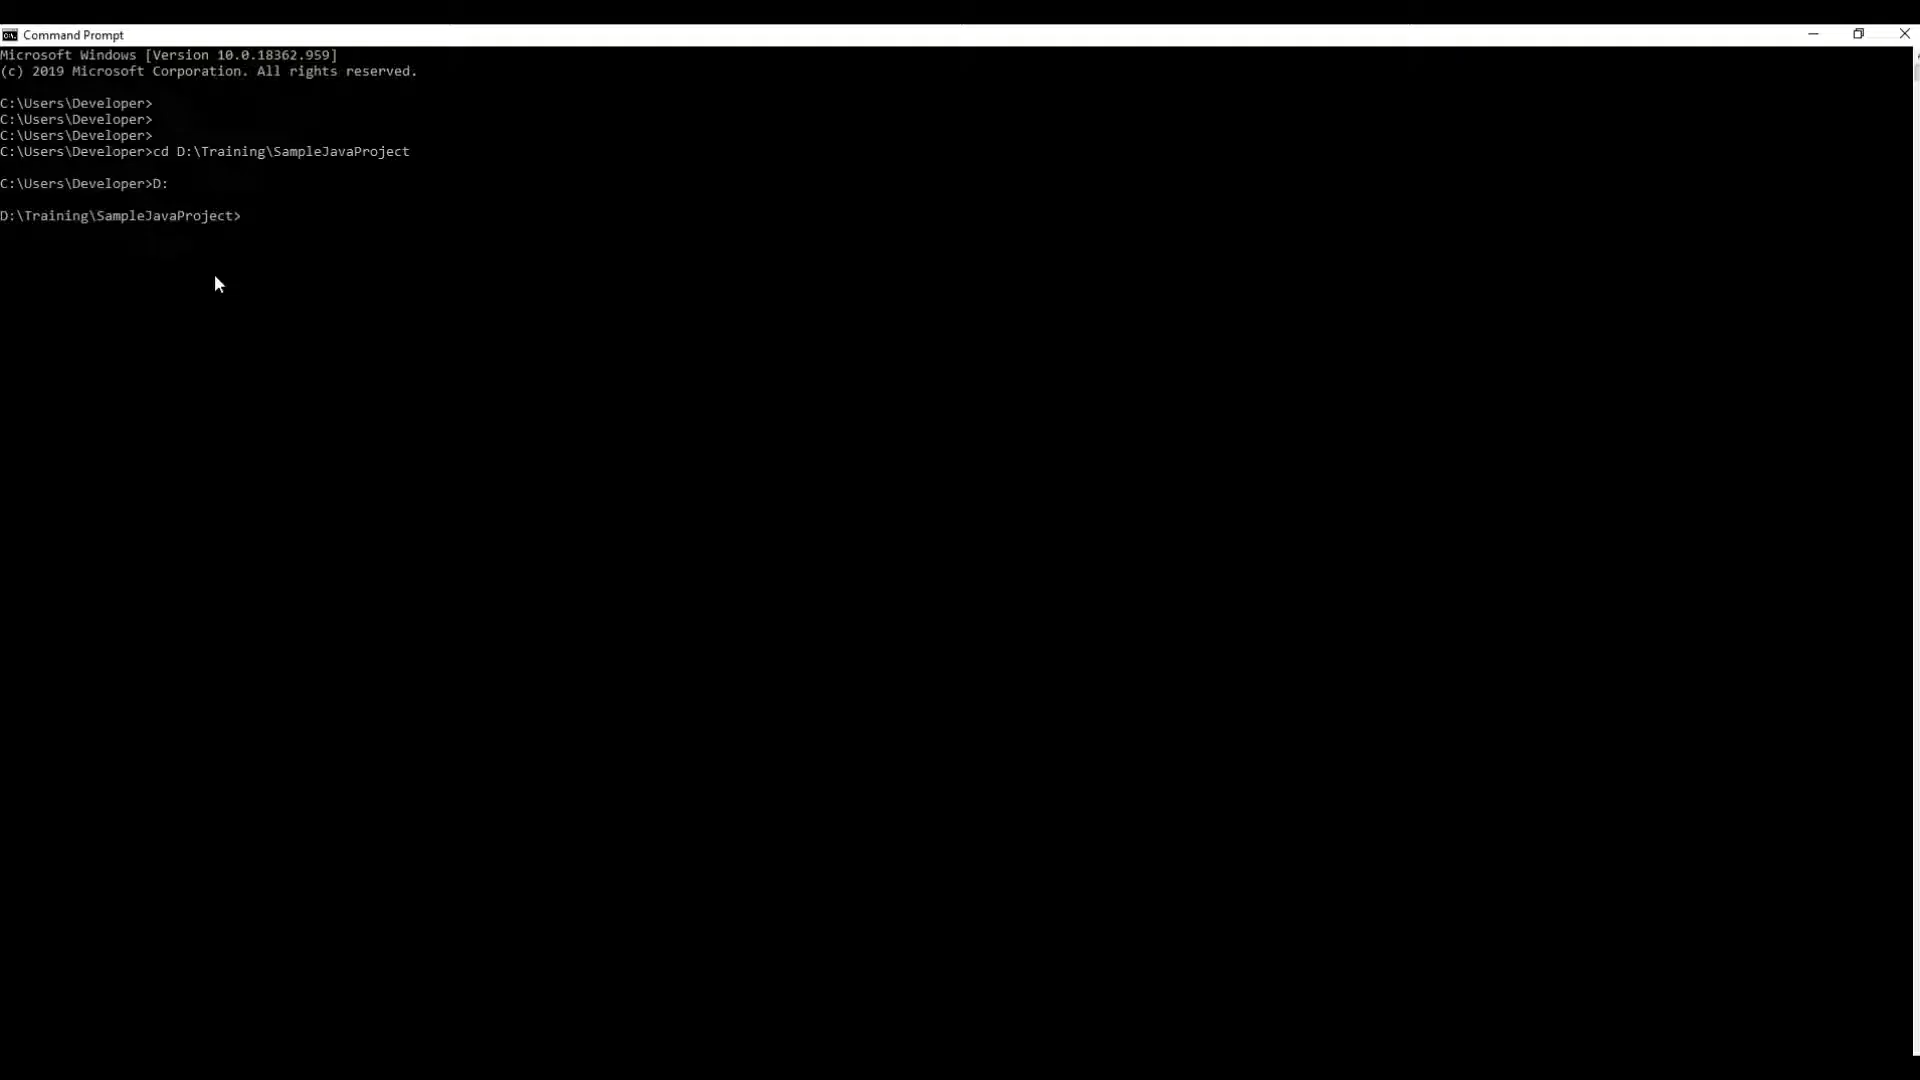 Command Prompt
Microsoft Windows [Version 10.0.18362.959]
(c) 2019 Microsoft Corporation. All rights reserved.
C:\Users\Developer>
C:\Users\Developer>
C:\Users\Developer>
C:\Users\Developer>cd D:\Training\SampleJavaProject
C:\Users\Developer>D:
D:\Training\SampleJavaProject>